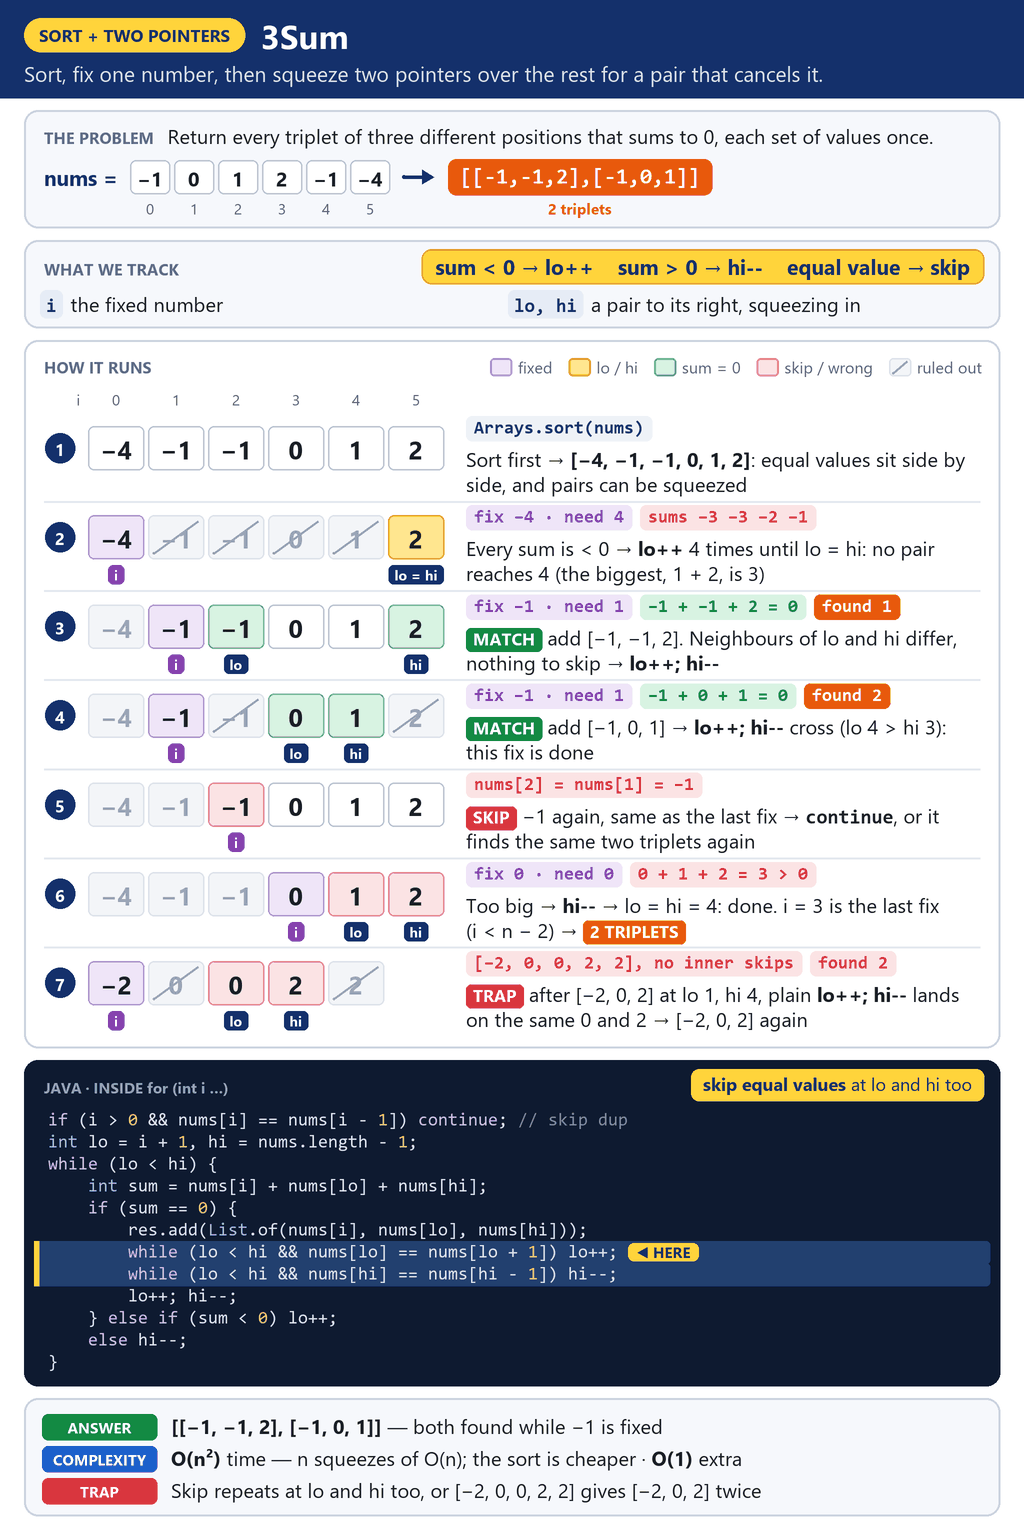 SORT + TWO POINTERS 3Sum
Sort, fix one number, then squeeze two pointers over the rest for a pair that cancels it.
THE PROBLEM Return every triplet of three different positions that sums to 0, each set of values once.
nums = −1 0 1 2 −1 −4 → [[-1,-1,2],[-1,0,1]]
0 1 2 3 4 5 2 triplets
WHAT WE TRACK sum < 0 → lo++ sum > 0 → hi-- equal value → skip
i the fixed number lo, hi a pair to its right, squeezing in
HOW IT RUNS fixed lo / hi sum = 0 skip / wrong ruled out
i 0 1 2 3 4 5
1 −4 −1 −1 0 1 2 Arrays.sort(nums)
Sort first → [−4, −1, −1, 0, 1, 2]: equal values sit side by
side, and pairs can be squeezed
2 −4 −1 −1 0 1 2 fix −4 · need 4 sums −3 −3 −2 −1
Every sum is < 0 → lo++ 4 times until lo = hi: no pair
i lo = hi reaches 4 (the biggest, 1 + 2, is 3)
3 −4 −1 −1 0 1 2 fix −1 · need 1 −1 + −1 + 2 = 0 found 1
MATCH add [−1, −1, 2]. Neighbours of lo and hi differ,
i lo hi nothing to skip → lo++; hi--
4 −4 −1 −1 0 1 2 fix −1 · need 1 −1 + 0 + 1 = 0 found 2
MATCH add [−1, 0, 1] → lo++; hi-- cross (lo 4 > hi 3):
i lo hi this fix is done
5 −4 −1 −1 0 1 2 nums[2] = nums[1] = −1
SKIP −1 again, same as the last fix → continue, or it
i finds the same two triplets again
6 −4 −1 −1 0 1 2 fix 0 · need 0 0 + 1 + 2 = 3 > 0
Too big → hi-- → lo = hi = 4: done. i = 3 is the last fix
i lo hi (i < n − 2) → 2 TRIPLETS
7 −2 0 0 2 2 [−2, 0, 0, 2, 2], no inner skips found 2
TRAP after [−2, 0, 2] at lo 1, hi 4, plain lo++; hi-- lands
i lo hi on the same 0 and 2 → [−2, 0, 2] again
JAVA · INSIDE for (int i ...) skip equal values at lo and hi too
if (i > 0 && nums[i] == nums[i - 1]) continue; // skip dup
int lo = i + 1, hi = nums.length - 1;
while (lo < hi) {
int sum = nums[i] + nums[lo] + nums[hi];
if (sum == 0) {
res.add(List.of(nums[i], nums[lo], nums[hi]));
while (lo < hi && nums[lo] == nums[lo + 1]) lo++; ◀ HERE
while (lo < hi && nums[hi] == nums[hi - 1]) hi--;
lo++; hi--;
} else if (sum < 0) lo++;
else hi--;
}
ANSWER [[−1, −1, 2], [−1, 0, 1]] — both found while −1 is fixed
COMPLEXITY O(n²) time — n squeezes of O(n); the sort is cheaper · O(1) extra
TRAP Skip repeats at lo and hi too, or [−2, 0, 0, 2, 2] gives [−2, 0, 2] twice